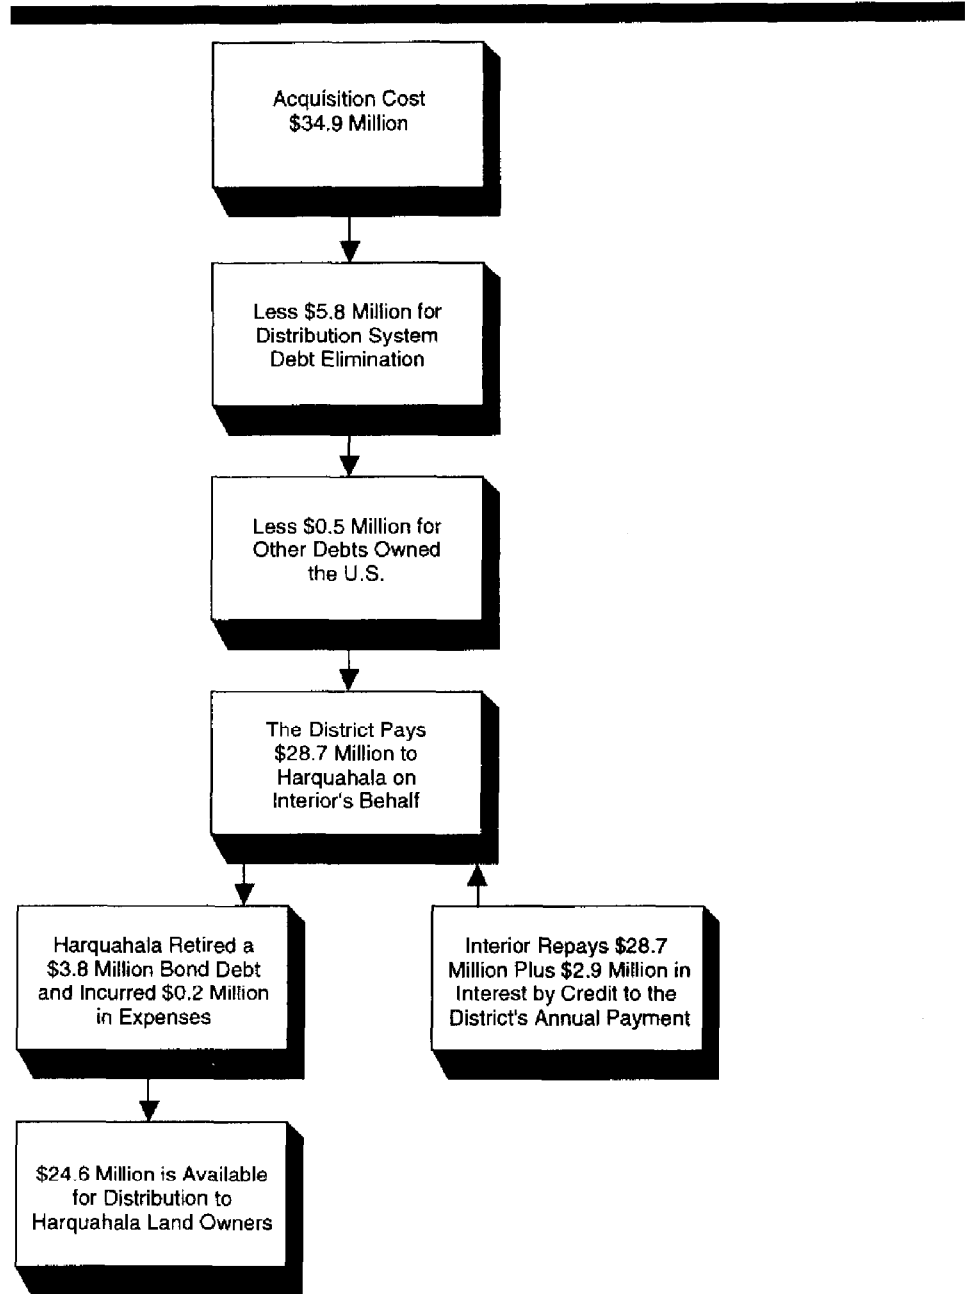 Acquisition Cost
$34.9 Million
Less $5.8 Million for
Distribution System
Debt Elimination
Less $0.5 Million for
Other Debts Owned
the U.S.
The District Pays
$28.7 Million to
Harquahala on
Interior's Behalf
Harquahala Retired a
$3.8 Million Bond Debt
and Incurred $0.2 Million
in Expenses
Interior Repays $28.7
Million Plus $2.9 Million in
Interest by Credit to the
District's Annual Payment
$24.6 Million is Available
for Distribution to
Harquahala Land Owners